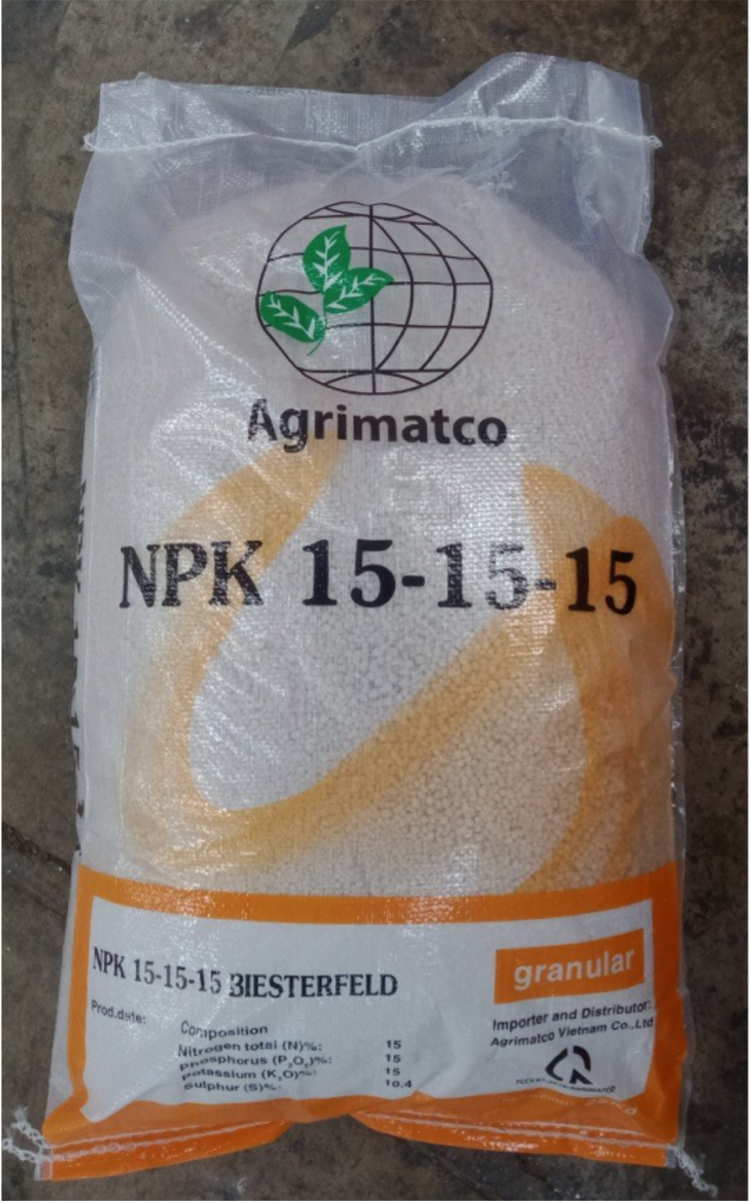 Agrimatco
NPK 15-15-15
NPK 15-15-15 BIESTERFELD
granular
Prod.date:
Composition
Nitrogen total (N)%: 15
Phosphorus (P₂O₅)%: 15
Potassium (K₂O)%: 15
Sulphur (S)%: 10.4
Importer and Distributor:
Agrimatco Vietnam Co.,Ltd